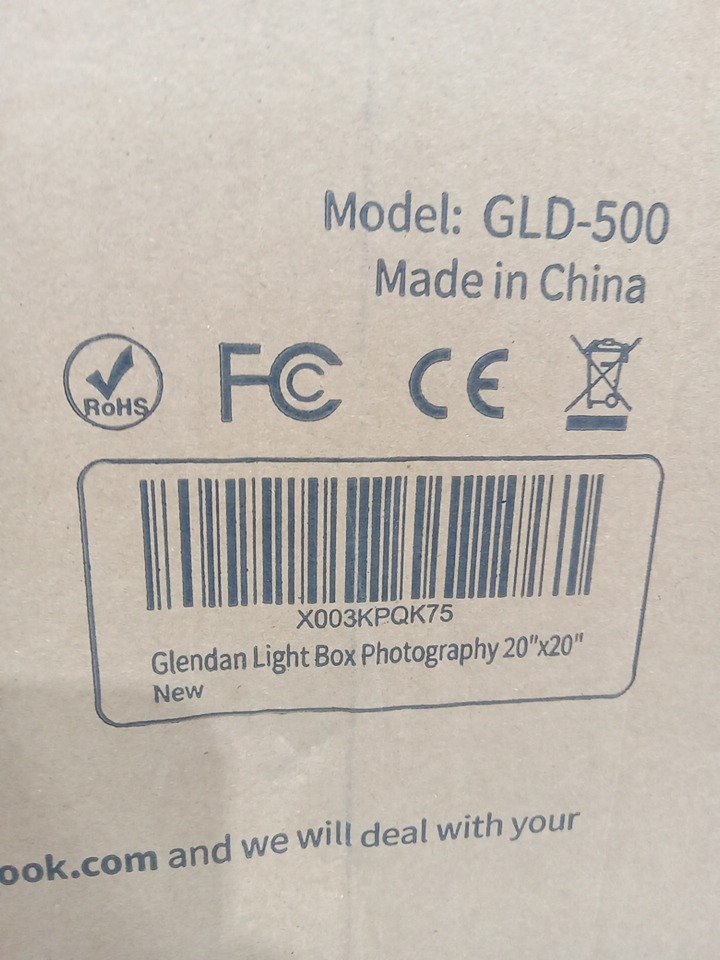 Model: GLD-500
Made in China
RoHS FC CE
X003KPQK75
Glendan Light Box Photography 20"x20"
New
ook.com and we will deal with your